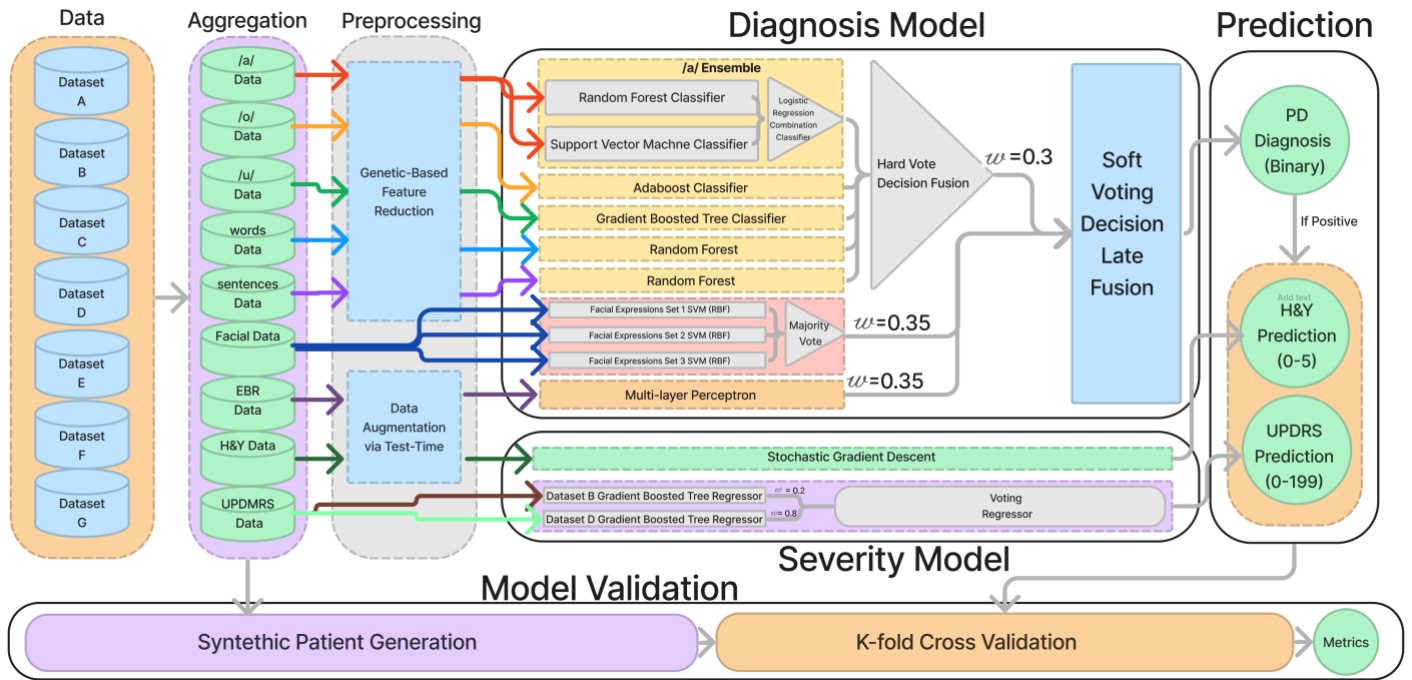 Data
Aggregation
Preprocessing
Diagnosis Model
Prediction
Dataset
A
Dataset
B
Dataset
C
Dataset
D
Dataset
E
Dataset
F
Dataset
G
/a/
Data
/o/
Data
/u/
Data
words
Data
sentences
Data
Facial Data
EBR
Data
H&Y Data
UPDMRS
Data
Genetic-Based
Feature
Reduction
Data
Augmentation
via Test-Time
/a/ Ensemble
Random Forest Classifier
Support Vector Machne Classifier
Logistic
Regression
Combination
Classifier
Adaboost Classifier
Gradient Boosted Tree Classifier
Random Forest
Random Forest
Facial Expressions Set 1 SVM (RBF)
Facial Expressions Set 2 SVM (RBF)
Facial Expressions Set 3 SVM (RBF)
Majority
Vote
Multi-layer Perceptron
Hard Vote
Decision Fusion
w=0.3
w=0.35
w=0.35
Soft
Voting
Decision
Late
Fusion
Stochastic Gradient Descent
Dataset B Gradient Boosted Tree Regressor
w = 0.2
Dataset D Gradient Boosted Tree Regressor
w= 0.8
Voting
Regressor
Severity Model
PD
Diagnosis
(Binary)
If Positive
Add text
H&Y
Prediction
(0-5)
UPDRS
Prediction
(0-199)
Model Validation
Syntethic Patient Generation
K-fold Cross Validation
Metrics